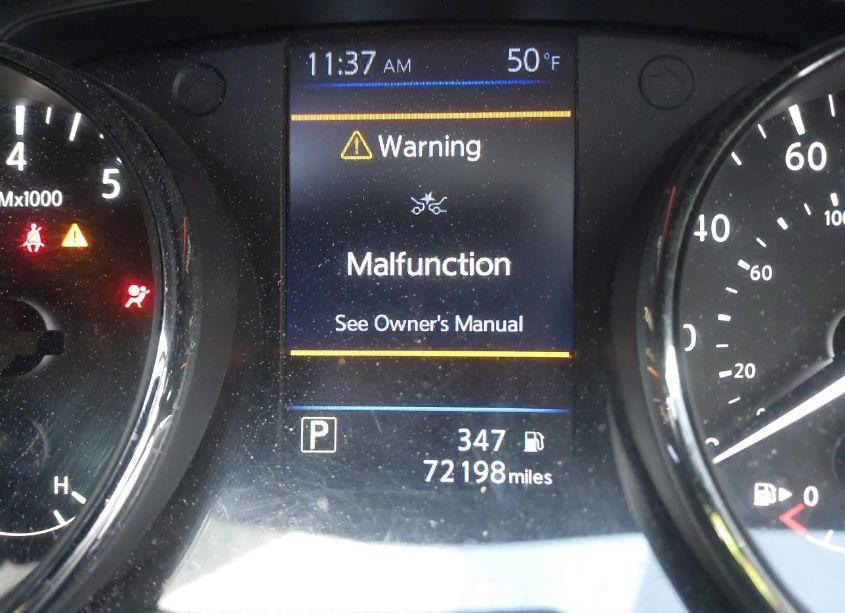 11:37 AM 50°F
Warning
Malfunction
See Owner's Manual
P 347
72198 miles
4
5
Mx1000
H
60
40
100
60
20
0